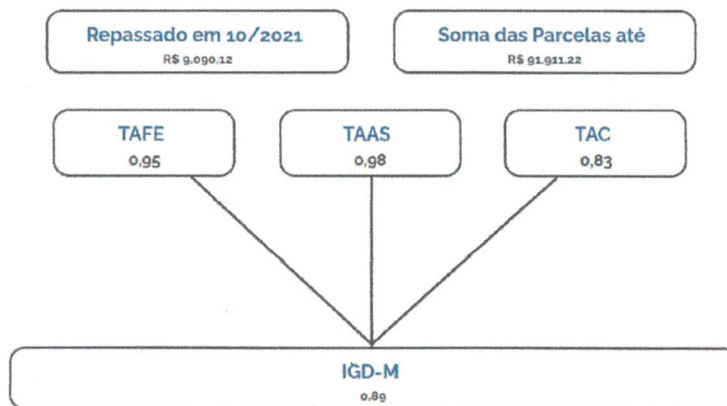 Repassado em 10/2021
R$ 9.090,12
Soma das Parcelas até
R$ 91.911,22
TAFE
0,95
TAAS
0,98
TAC
0,83
IGD-M
0,89